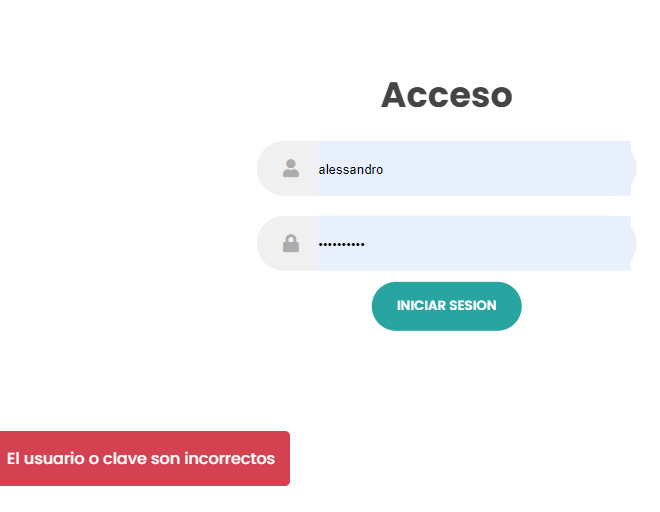 Acceso
alessandro
••••••••••
INICIAR SESION
El usuario o clave son incorrectos